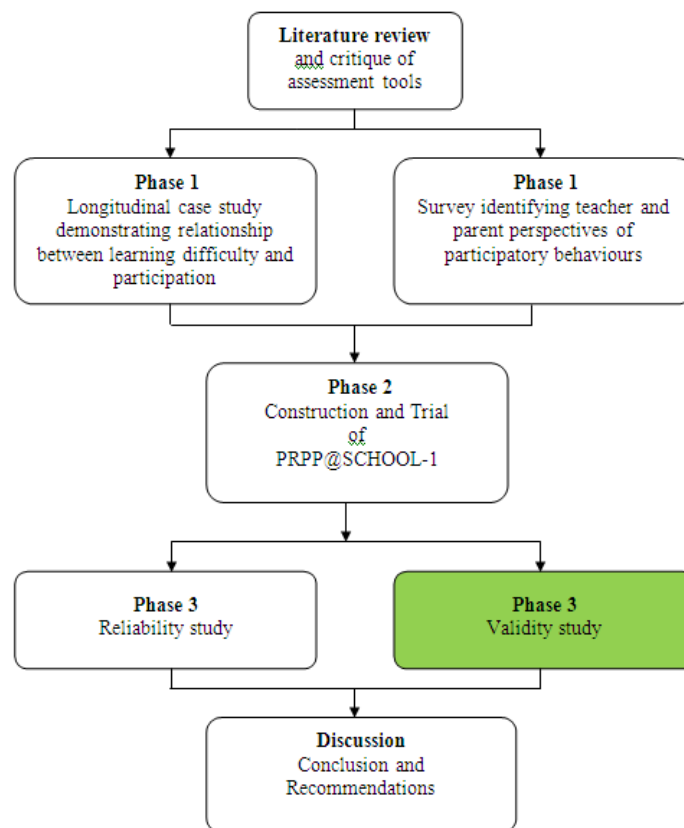 Literature review
and critique of
assessment tools
Phase 1
Longitudinal case study
demonstrating relationship
between learning difficulty and
participation
Phase 1
Survey identifying teacher and
parent perspectives of
participatory behaviours
Phase 2
Construction and Trial
of
PRPP@SCHOOL-1
Phase 3
Reliability study
Phase 3
Validity study
Discussion
Conclusion and
Recommendations